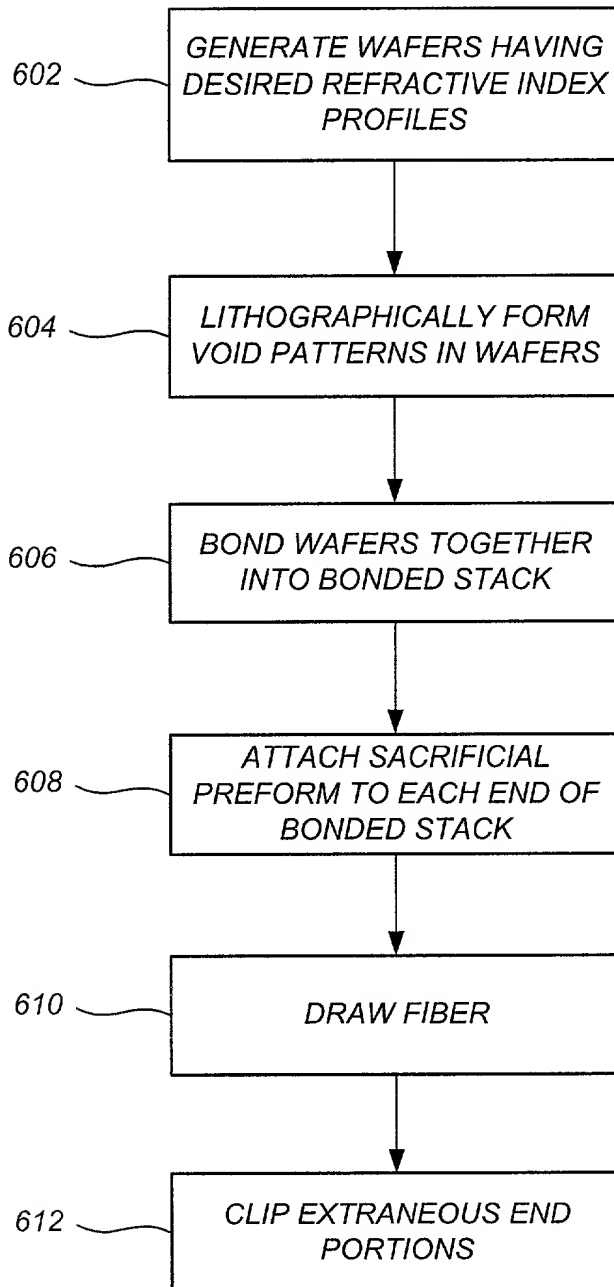 602
GENERATE WAFERS HAVING
DESIRED REFRACTIVE INDEX
PROFILES
604
LITHOGRAPHICALLY FORM
VOID PATTERNS IN WAFERS
606
BOND WAFERS TOGETHER
INTO BONDED STACK
608
ATTACH SACRIFICIAL
PREFORM TO EACH END OF
BONDED STACK
610
DRAW FIBER
612
CLIP EXTRANEOUS END
PORTIONS